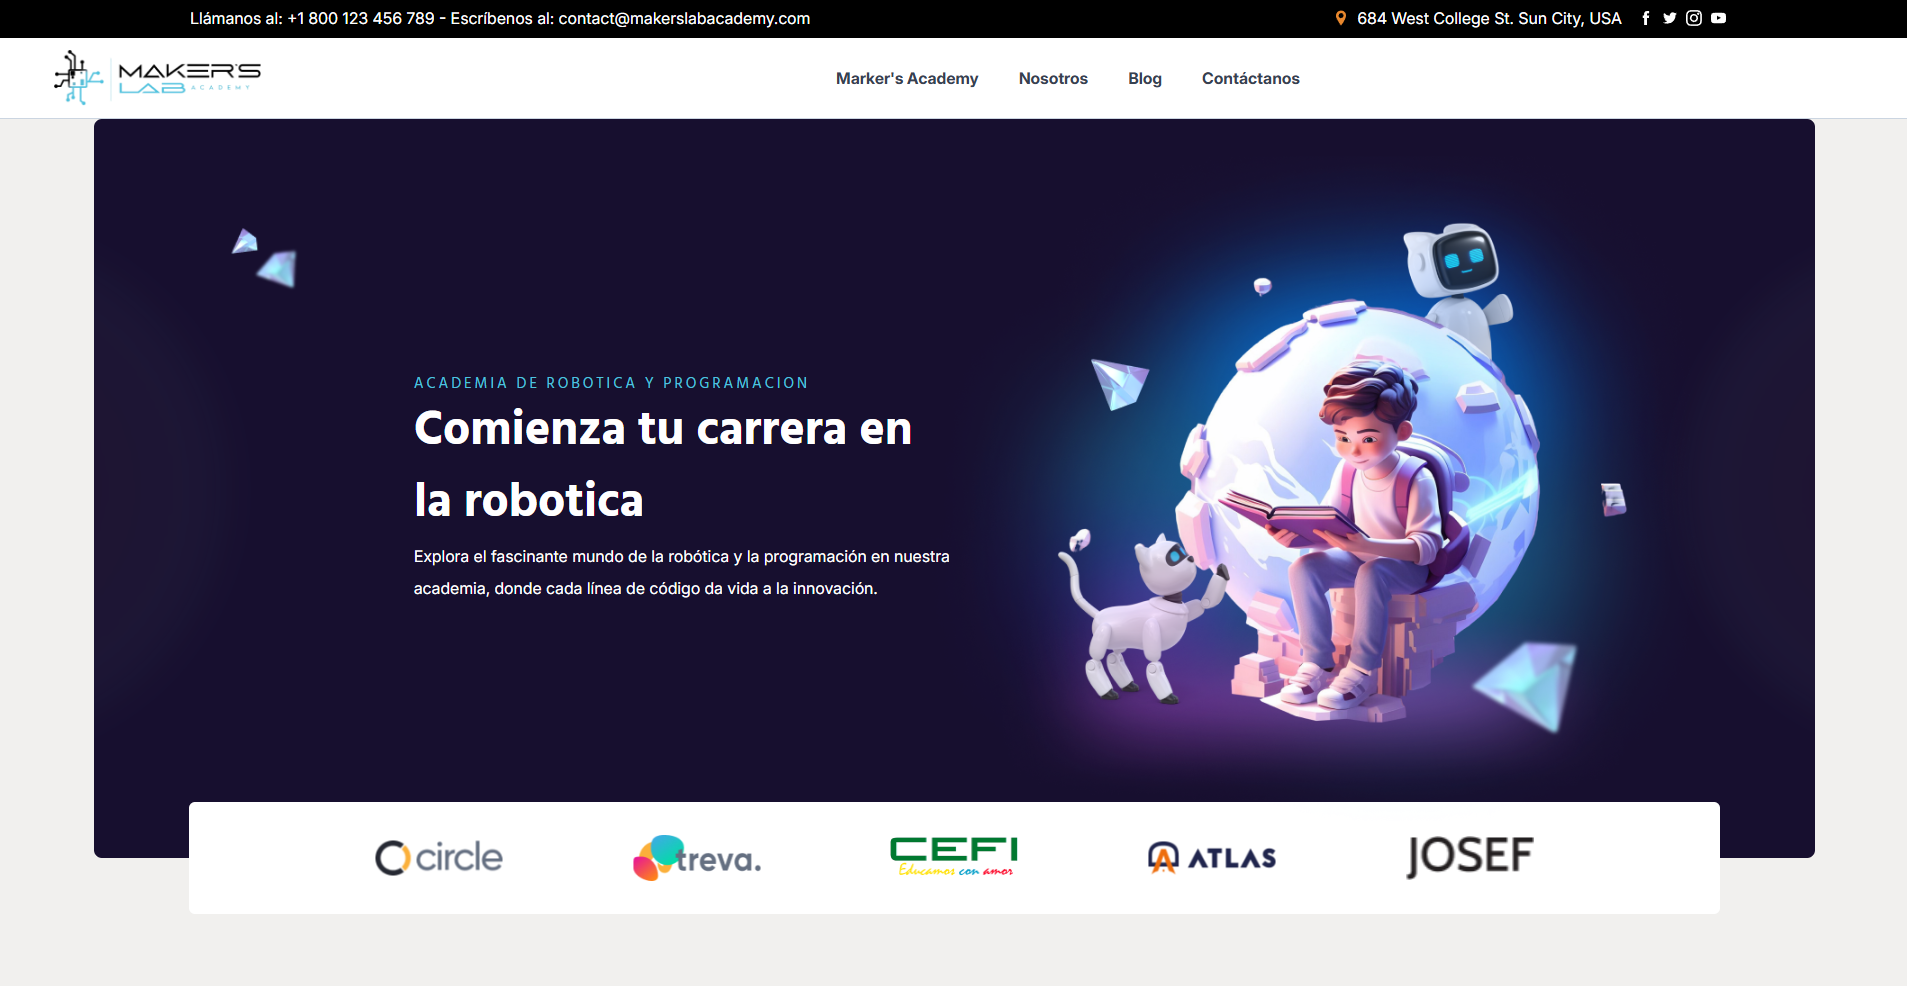 Llámanos al: +1 800 123 456 789 - Escríbenos al: contact@makerslabacademy.com
684 West College St. Sun City, USA
MAKER'S
LAB ACADEMY
Marker's Academy
Nosotros
Blog
Contáctanos
ACADEMIA DE ROBOTICA Y PROGRAMACION
Comienza tu carrera en
la robotica
Explora el fascinante mundo de la robótica y la programación en nuestra
academia, donde cada línea de código da vida a la innovación.
circle
treva.
CEFI
Educamos con amor
ATLAS
JOSEF